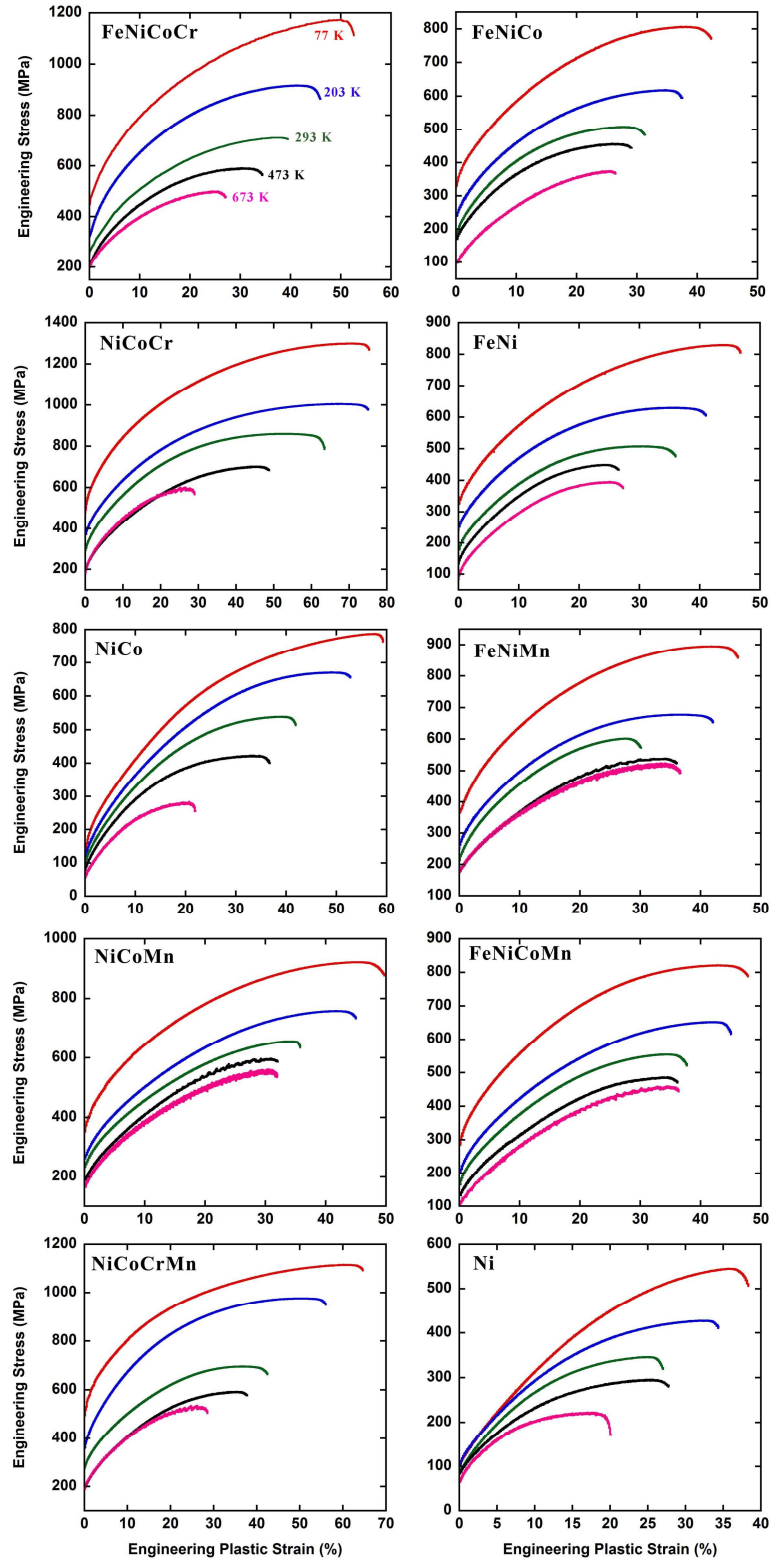 FeNiCoCr
77 K
203 K
293 K
473 K
673 K
Engineering Stress (MPa)
1200
1000
800
600
400
200
0 10 20 30 40 50 60
FeNiCo
800
700
600
500
400
300
200
100
0 10 20 30 40 50
NiCoCr
Engineering Stress (MPa)
1400
1200
1000
800
600
400
200
0 10 20 30 40 50 60 70 80
FeNi
900
800
700
600
500
400
300
200
100
0 10 20 30 40 50
NiCo
Engineering Stress (MPa)
800
700
600
500
400
300
200
100
0
0 10 20 30 40 50 60
FeNiMn
900
800
700
600
500
400
300
200
100
0 10 20 30 40 50
NiCoMn
Engineering Stress (MPa)
1000
800
600
400
200
0 10 20 30 40 50
FeNiCoMn
900
800
700
600
500
400
300
200
100
0 10 20 30 40 50
NiCoCrMn
Engineering Stress (MPa)
1200
1000
800
600
400
200
0 10 20 30 40 50 60 70
Engineering Plastic Strain (%)
Ni
600
500
400
300
200
100
0
0 5 10 15 20 25 30 35 40
Engineering Plastic Strain (%)